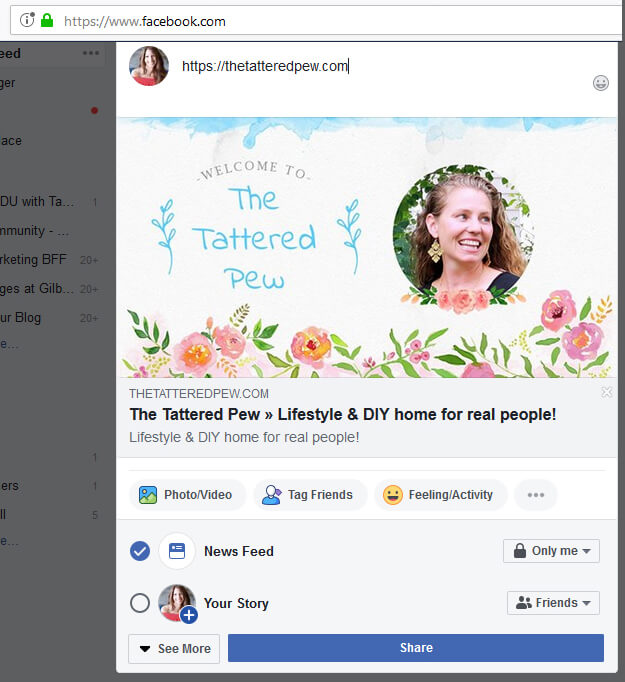 https://www.facebook.com
eed
https://thetatteredpew.com
ger
ace
DU with Ta... 1
mmunity - ...
rketing BFF 20+
ges at Gilb... 20+
ur Blog 20+
e...
1
ers 1
ll 5
e...
-WELCOME TO-
The
Tattered
Pew
THETATTEREDPEW.COM
The Tattered Pew » Lifestyle & DIY home for real people!
Lifestyle & DIY home for real people!
Photo/Video Tag Friends Feeling/Activity
News Feed Only me
Your Story Friends
See More Share